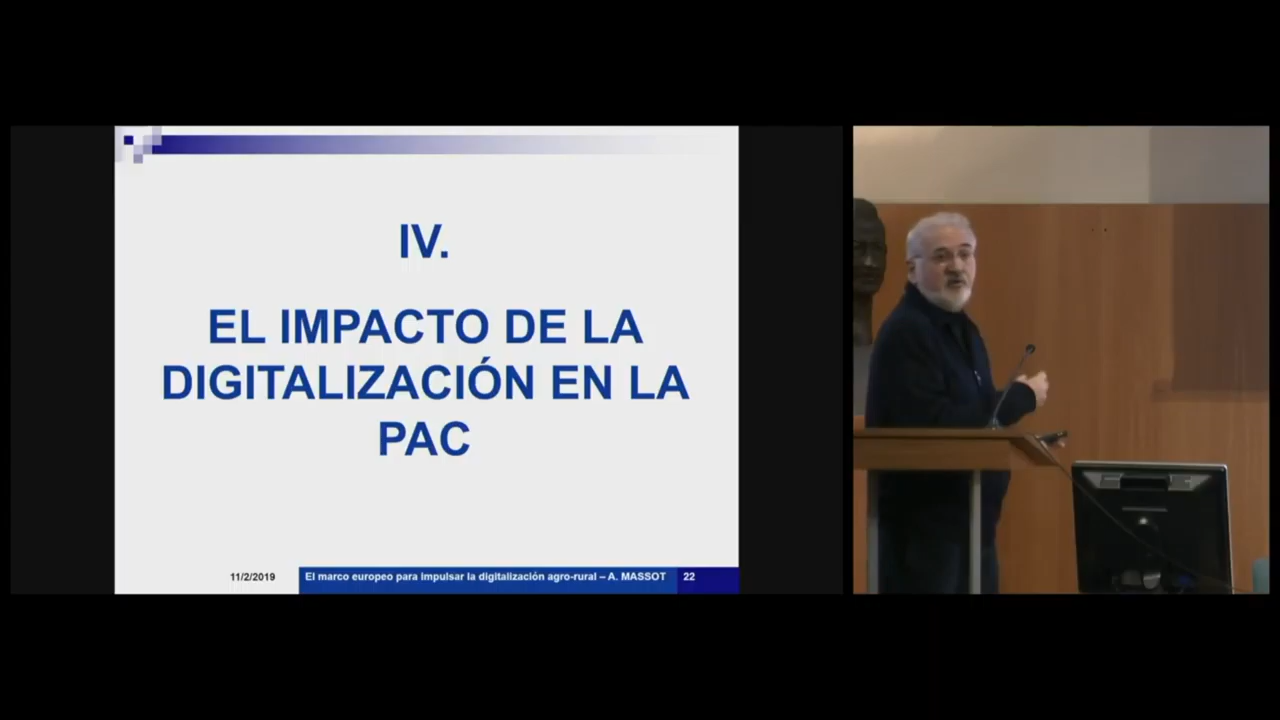 IV.
EL IMPACTO DE LA
DIGITALIZACIÓN EN LA
PAC
11/2/2019
El marco europeo para impulsar la digitalización agro-rural – A. MASSOT
22